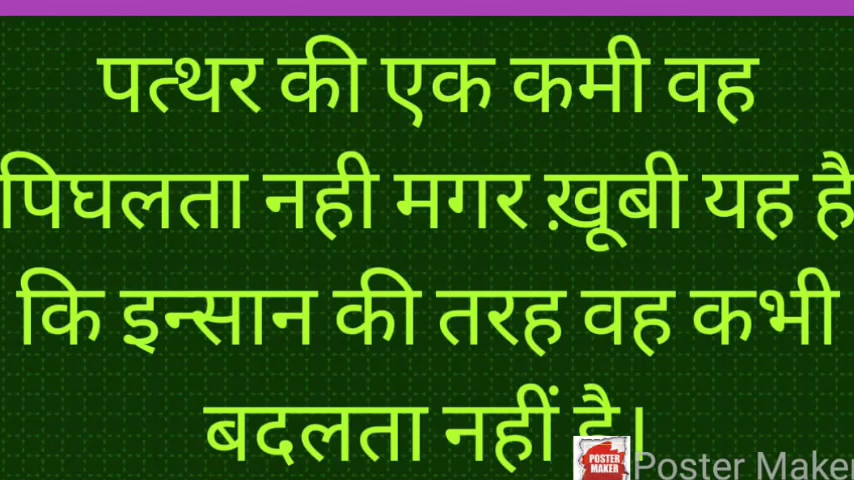 पत्थर की एक कमी वह
पिघलता नही मगर ख़ूबी यह है
कि इन्सान की तरह वह कभी
बदलता नहीं है।
POSTER
MAKER
Poster Maker